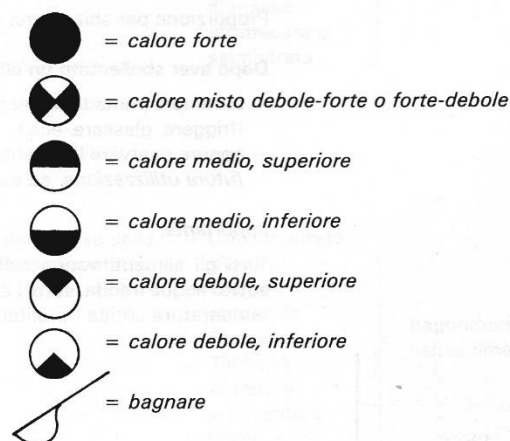 = calore forte
= calore misto debole-forte o forte-debole
= calore medio, superiore
= calore medio, inferiore
= calore debole, superiore
= calore debole, inferiore
= bagnare